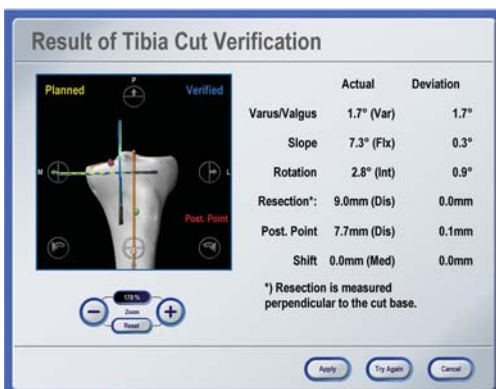 Result of Tibia Cut Verification
Planned
P
Verified
M
L
Post. Point
170 %
Zoom
Reset
Actual Deviation
Varus/Valgus 1.7° (Var) 1.7°
Slope 7.3° (Flx) 0.3°
Rotation 2.8° (Int) 0.9°
Resection*: 9.0mm (Dis) 0.0mm
Post. Point 7.7mm (Dis) 0.1mm
Shift 0.0mm (Med) 0.0mm
*) Resection is measured
perpendicular to the cut base.
Apply Try Again Cancel